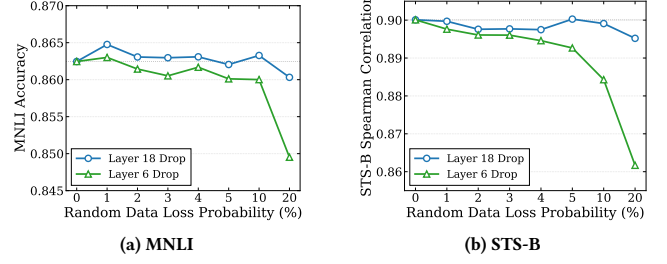 0.870
0.865
0.860
0.855
0.850
0.845
MNLI Accuracy
Layer 18 Drop
Layer 6 Drop
0 1 2 3 4 5 10 20
Random Data Loss Probability (%)
(a) MNLI
0.90
0.89
0.88
0.87
0.86
STS-B Spearman Correlation
Layer 18 Drop
Layer 6 Drop
0 1 2 3 4 5 10 20
Random Data Loss Probability (%)
(b) STS-B